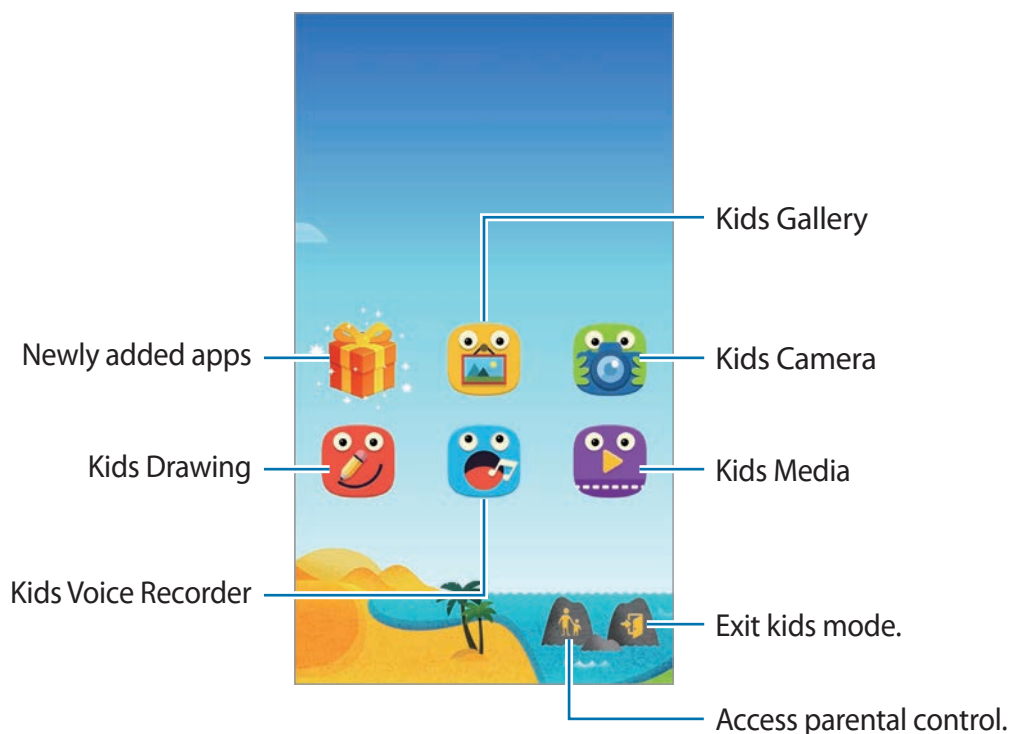 Kids Gallery
Newly added apps
Kids Camera
Kids Drawing
Kids Media
Kids Voice Recorder
Exit kids mode.
Access parental control.